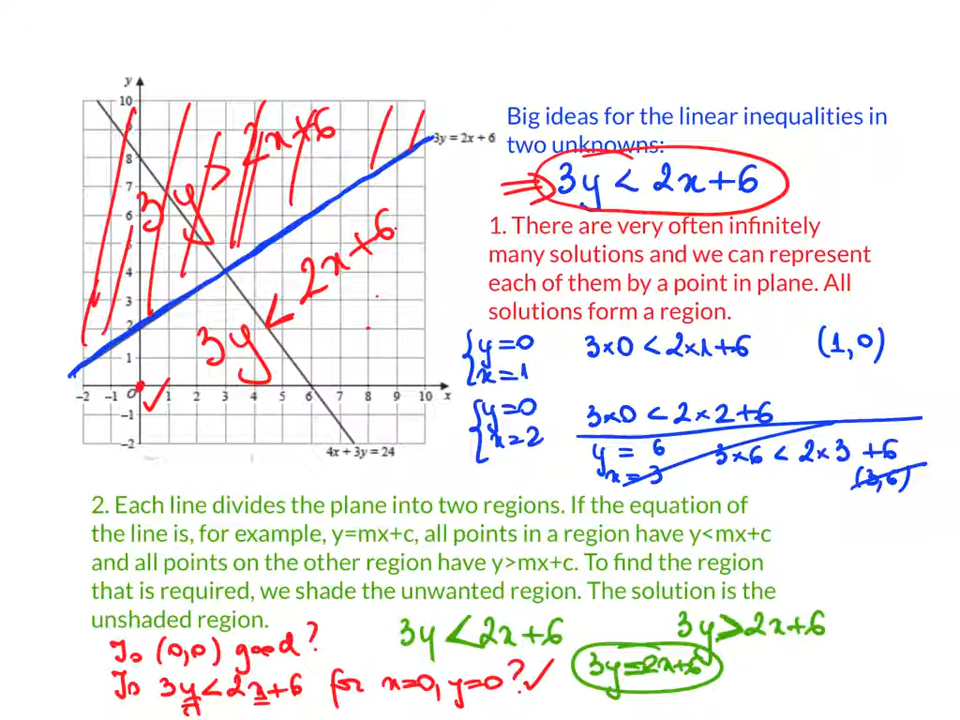 y
10
8
7
6
5
4
3
2
1
O
-1
-2
-2 -1 1 2 3 4 5 6 7 8 9 10 x
3y = 2x + 6
4x + 3y = 24
3y > 2x+6
3y < 2x+6
Big ideas for the linear inequalities in
two unknowns:
⇒ 3y < 2x+6
1. There are very often infinitely
many solutions and we can represent
each of them by a point in plane. All
solutions form a region.
{y=0 3×0 < 2×1+6 (1,0)
x=1
{y=0 3×0 < 2×2+6
x=2
y = 6 3×6 < 2×3 +6
x = 3 (3,6)
2. Each line divides the plane into two regions. If the equation of
the line is, for example, y=mx+c, all points in a region have y<mx+c
and all points on the other region have y>mx+c. To find the region
that is required, we shade the unwanted region. The solution is the
unshaded region.
3y < 2x+6 3y > 2x+6
3y=2x+6
Is (0,0) good?
Is 3y < 2x+6 for x=0, y=0? ✓